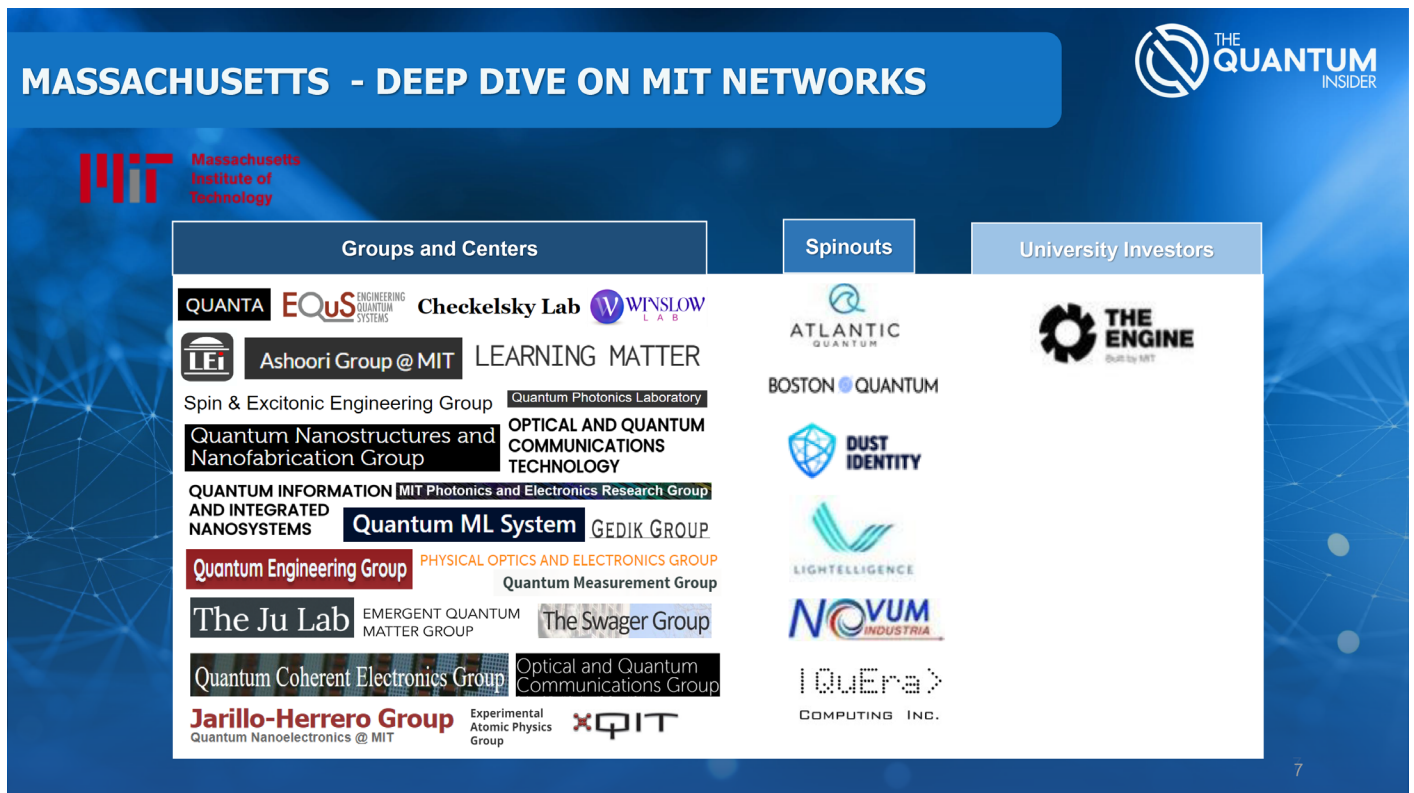 MASSACHUSETTS - DEEP DIVE ON MIT NETWORKS
THE
QUANTUM
INSIDER
MiT
Massachusetts
Institute of
Technology
Groups and Centers
Spinouts
University Investors
QUANTA
EQuS ENGINEERING
QUANTUM
SYSTEMS
Checkelsky Lab
W WINSLOW
LAB
LEi
Ashoori Group @ MIT
LEARNING MATTER
Spin & Excitonic Engineering Group
Quantum Photonics Laboratory
Quantum Nanostructures and
Nanofabrication Group
OPTICAL AND QUANTUM
COMMUNICATIONS
TECHNOLOGY
QUANTUM INFORMATION
AND INTEGRATED
NANOSYSTEMS
MIT Photonics and Electronics Research Group
Quantum ML System
GEDIK GROUP
Quantum Engineering Group
PHYSICAL OPTICS AND ELECTRONICS GROUP
Quantum Measurement Group
The Ju Lab
EMERGENT QUANTUM
MATTER GROUP
The Swager Group
Quantum Coherent Electronics Group
Optical and Quantum
Communications Group
Jarillo-Herrero Group
Quantum Nanoelectronics @ MIT
Experimental
Atomic Physics
Group
xQIT
ATLANTIC
QUANTUM
BOSTON QUANTUM
DUST
IDENTITY
LIGHTELLIGENCE
NOVUM
INDUSTRIA
|QuEra>
COMPUTING INC.
THE
ENGINE
Built by MIT
7